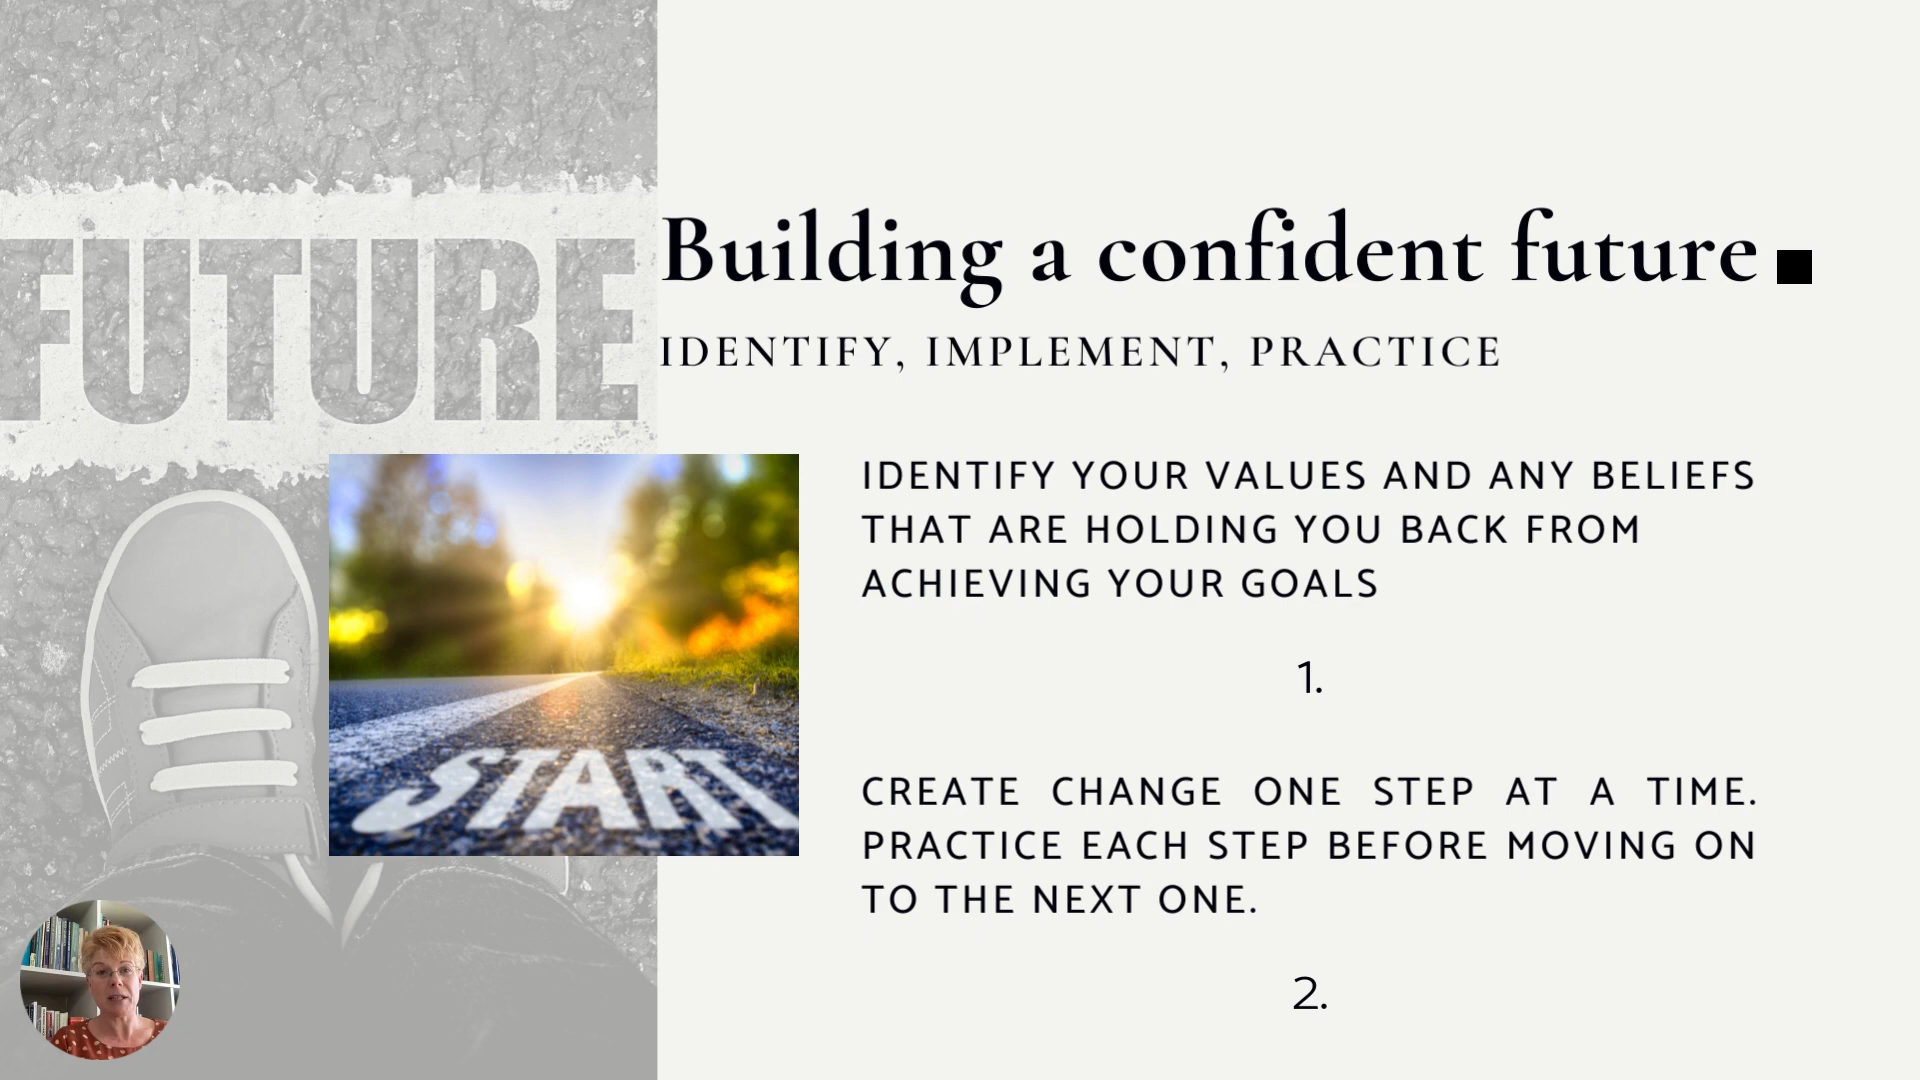 FUTURE
Building a confident future
IDENTIFY, IMPLEMENT, PRACTICE
START
IDENTIFY YOUR VALUES AND ANY BELIEFS
THAT ARE HOLDING YOU BACK FROM
ACHIEVING YOUR GOALS
1.
CREATE CHANGE ONE STEP AT A TIME.
PRACTICE EACH STEP BEFORE MOVING ON
TO THE NEXT ONE.
2.